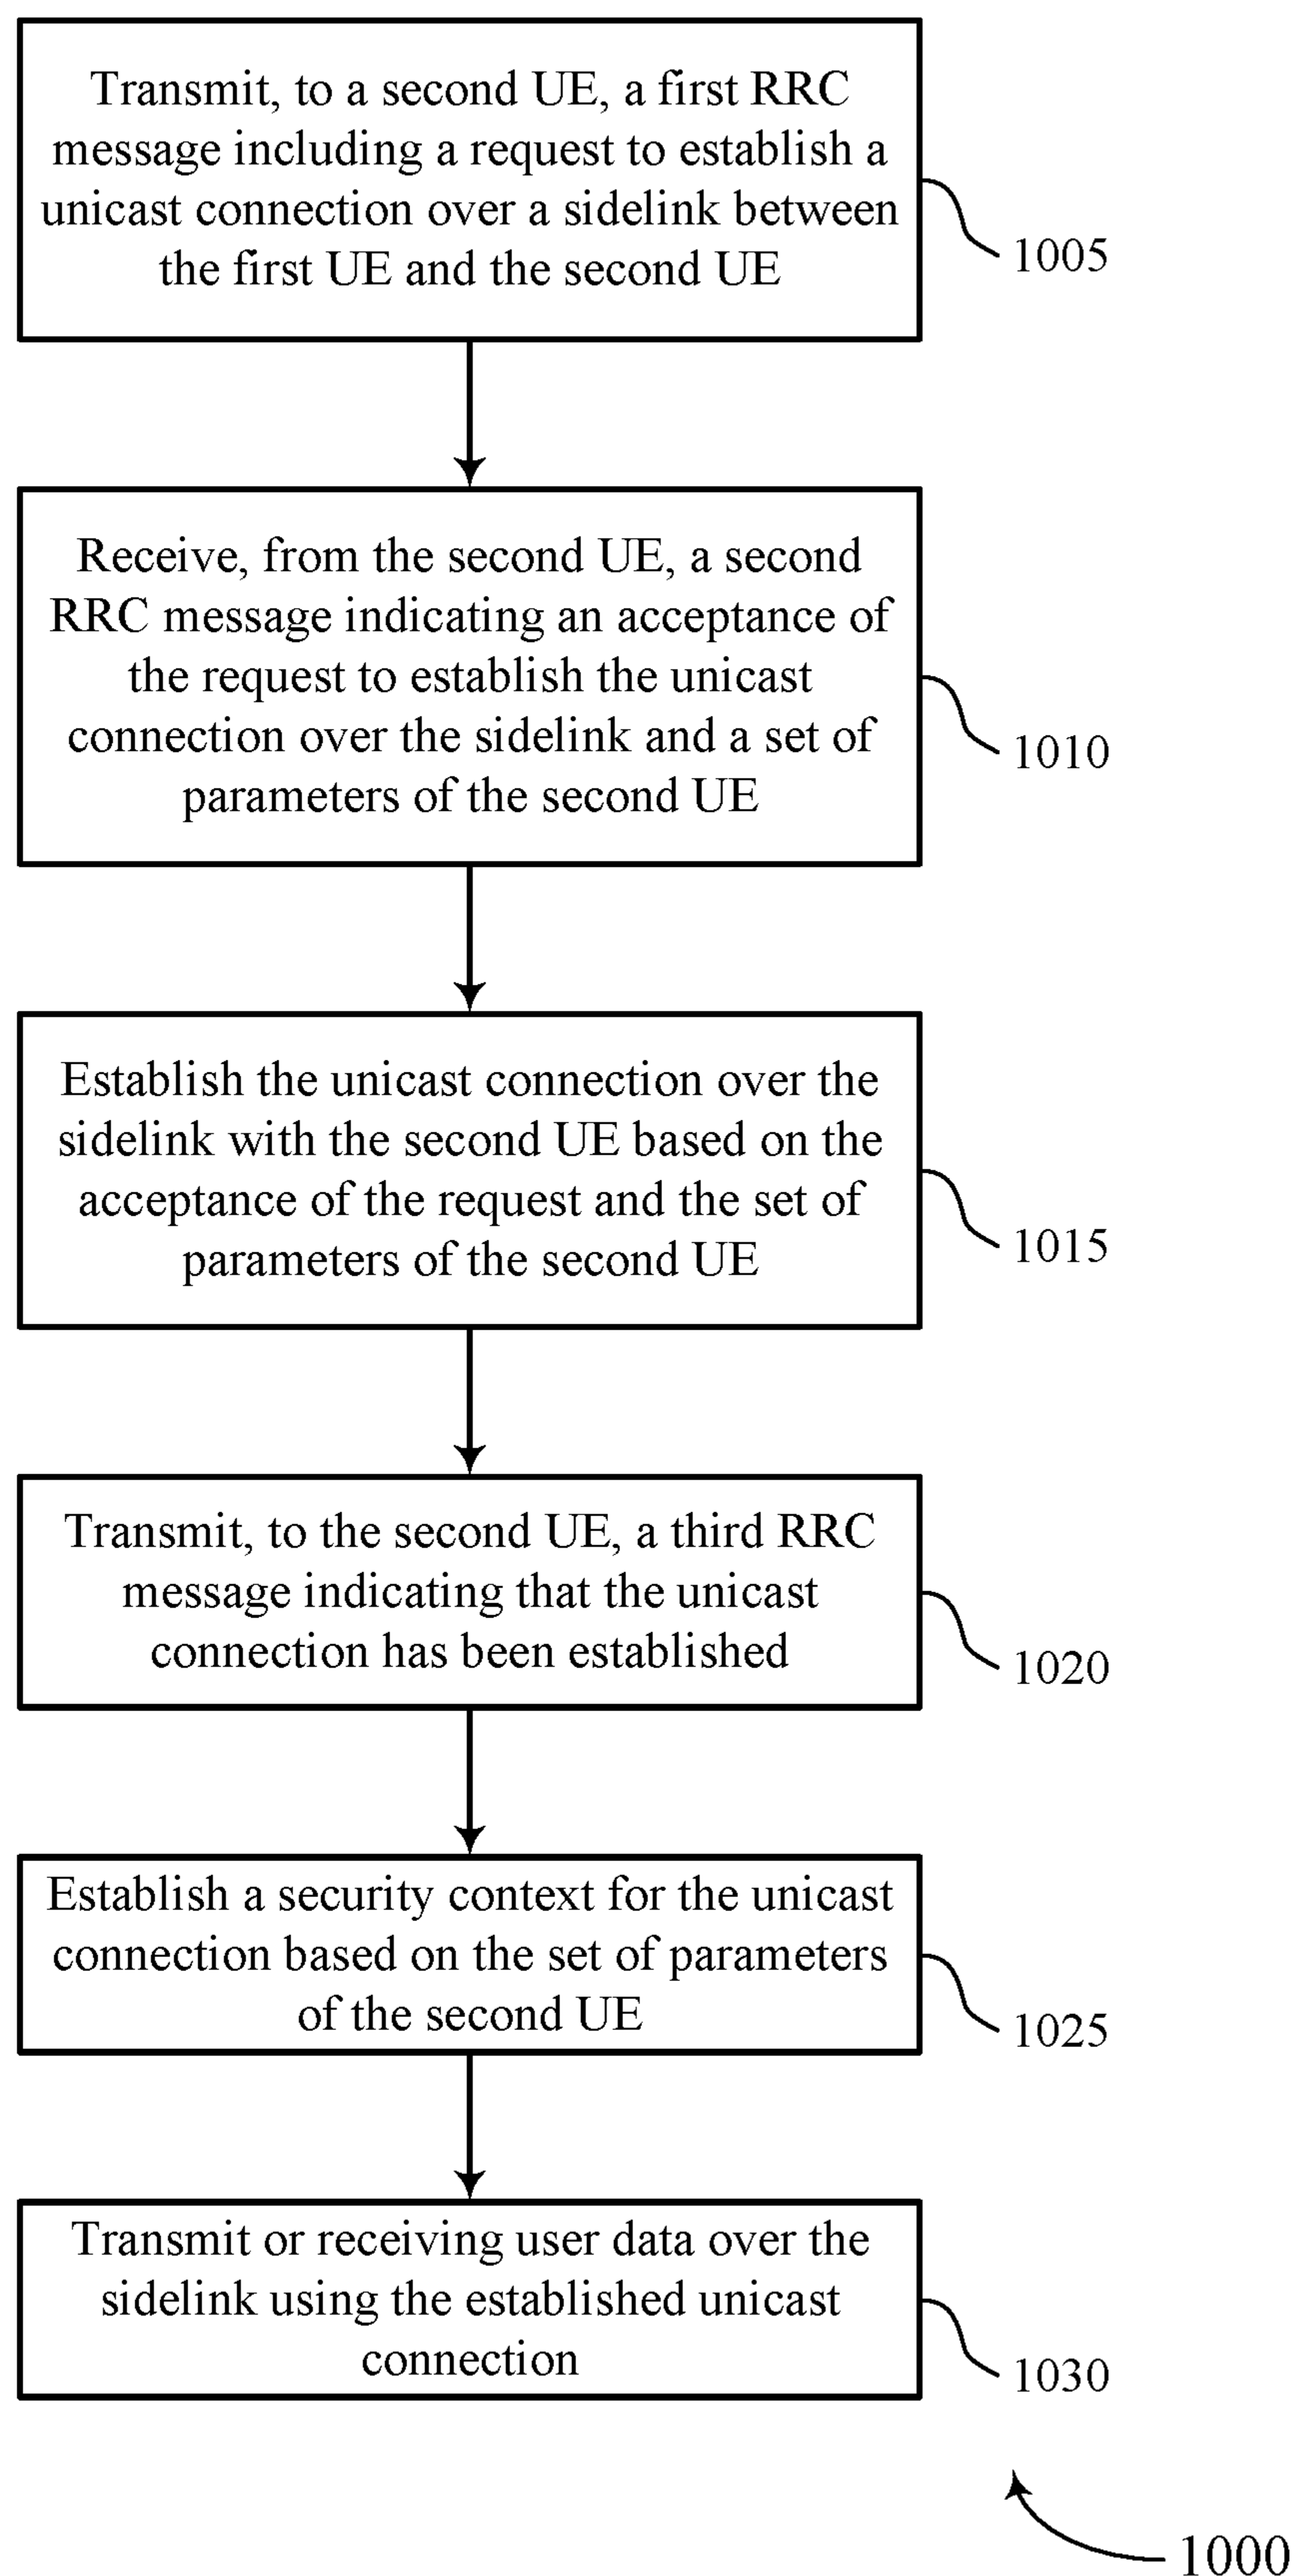 Transmit, to a second UE, a first RRC
message including a request to establish a
unicast connection over a sidelink between
the first UE and the second UE
1005
Receive, from the second UE, a second
RRC message indicating an acceptance of
the request to establish the unicast
connection over the sidelink and a set of
parameters of the second UE
1010
Establish the unicast connection over the
sidelink with the second UE based on the
acceptance of the request and the set of
parameters of the second UE
1015
Transmit, to the second UE, a third RRC
message indicating that the unicast
connection has been established
1020
Establish a security context for the unicast
connection based on the set of parameters
of the second UE
1025
Transmit or receiving user data over the
sidelink using the established unicast
connection
1030
1000